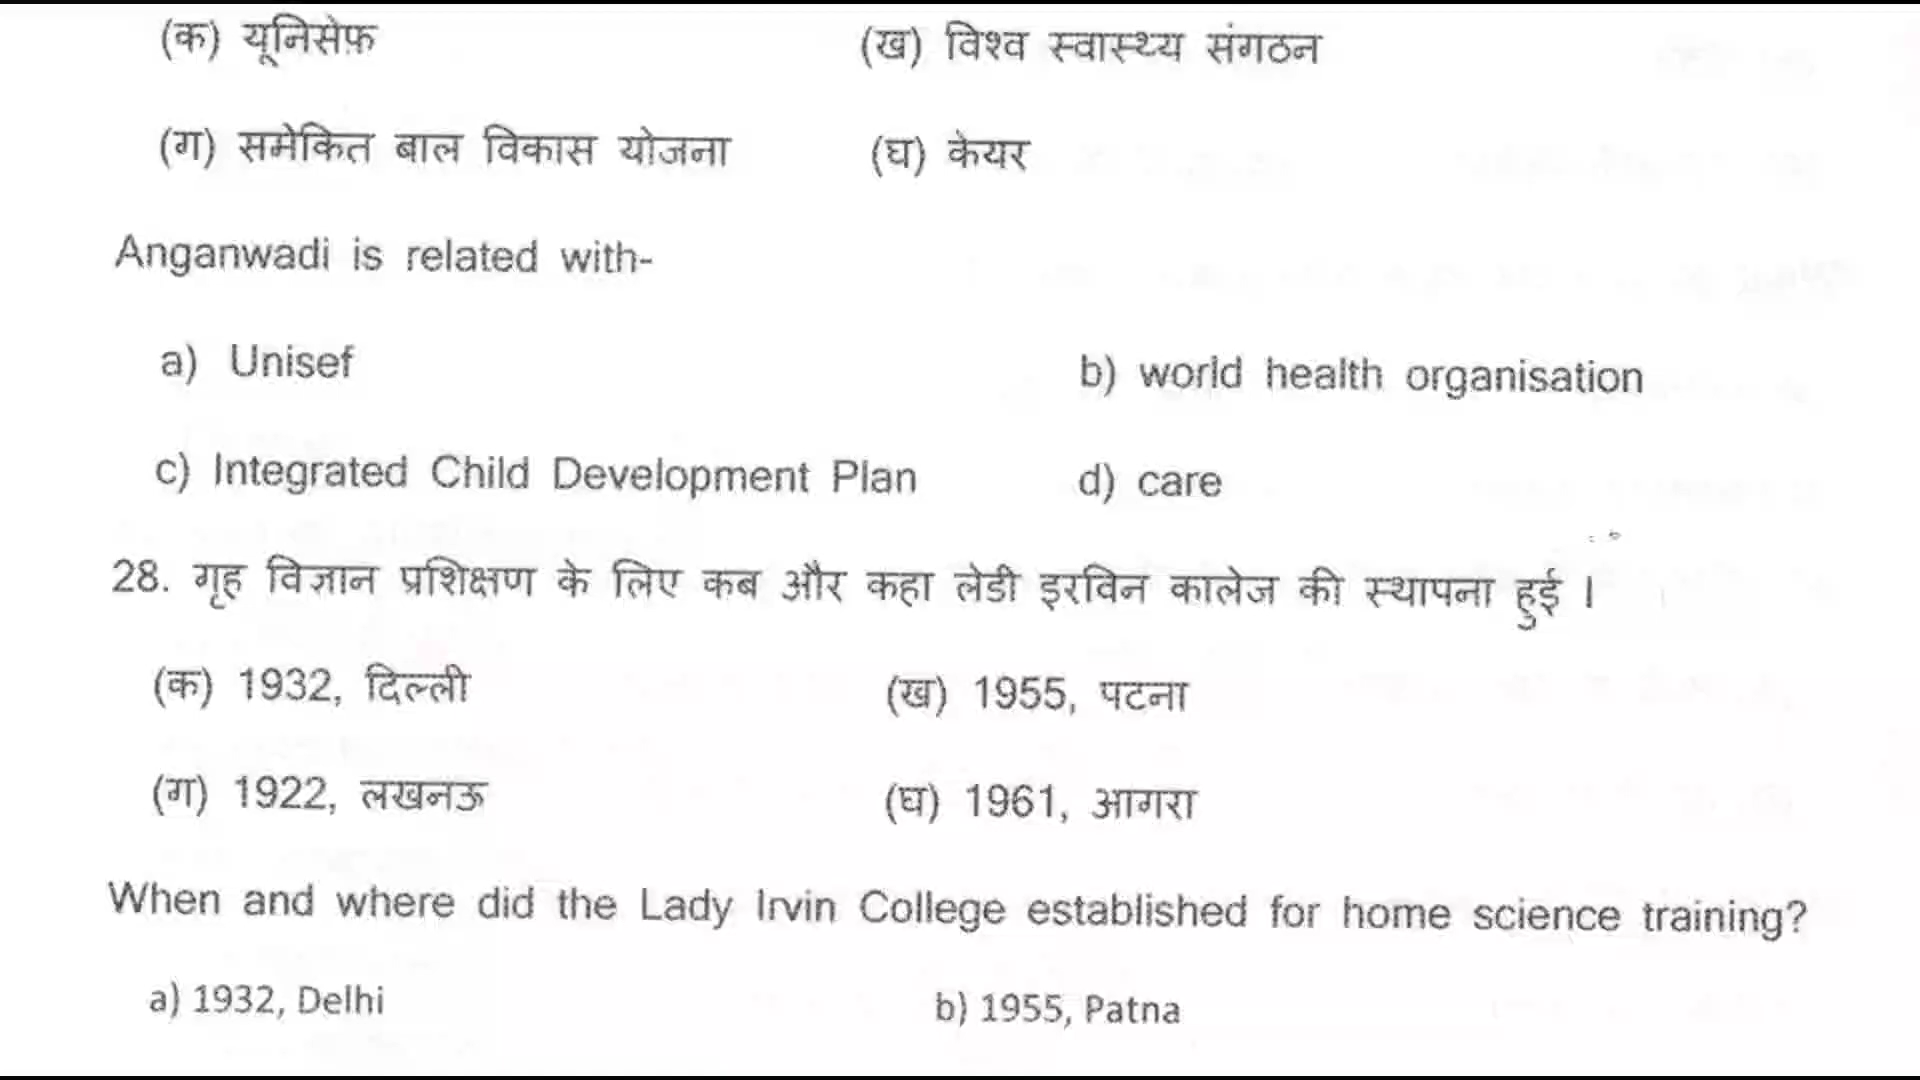 (क) यूनिसेफ़ (ख) विश्व स्वास्थ्य संगठन
(ग) समेकित बाल विकास योजना (घ) केयर
Anganwadi is related with-
a) Unisef b) world health organisation
c) Integrated Child Development Plan d) care
28. गृह विज्ञान प्रशिक्षण के लिए कब और कहा लेडी इरविन कालेज की स्थापना हुई ।
(क) 1932, दिल्ली (ख) 1955, पटना
(ग) 1922, लखनऊ (घ) 1961, आगरा
When and where did the Lady Irvin College established for home science training?
a) 1932, Delhi b) 1955, Patna